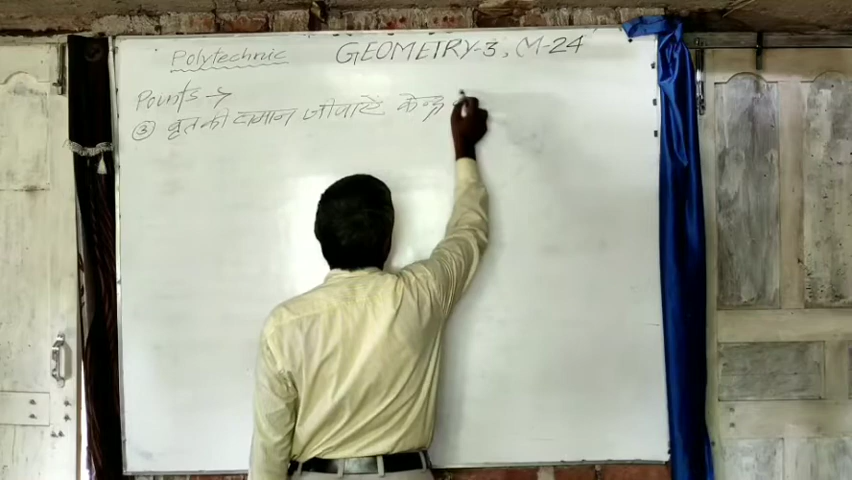 Polytechnic GEOMETRY-3, M-24
Points →
③ वृत की समान जीवाएँ केन्द्र